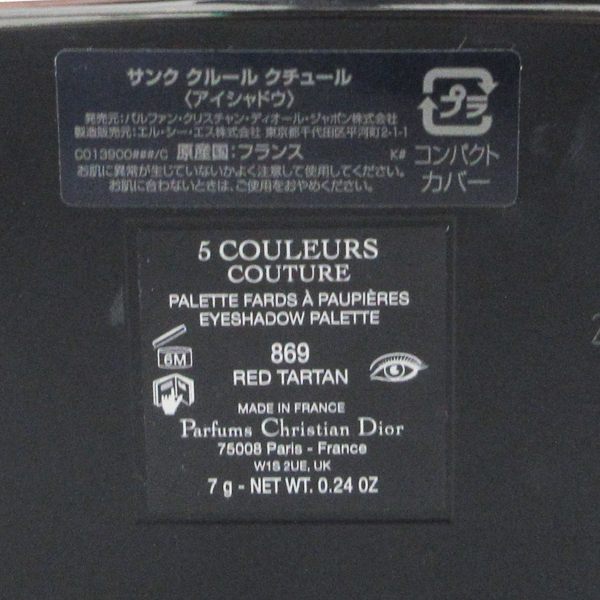 サンク クルール クチュール
〈アイシャドウ〉
発売元:パルファン・クリスチャン・ディオール・ジャポン株式会社
製造販売元:エル・シー・エス株式会社 東京都千代田区平河町2-1-1
C013900###/C 原産国:フランス K#
お肌に異常が生じていないかよく注意して使用してください。
お肌に合わないときは、ご使用をおやめください。
プラ
コンパクト
カバー
5 COULEURS
COUTURE
PALETTE FARDS À PAUPIÈRES
EYESHADOW PALETTE
6M
869
RED TARTAN
MADE IN FRANCE
Parfums Christian Dior
75008 Paris - France
W1S 2UE, UK
7 g - NET WT. 0.24 OZ